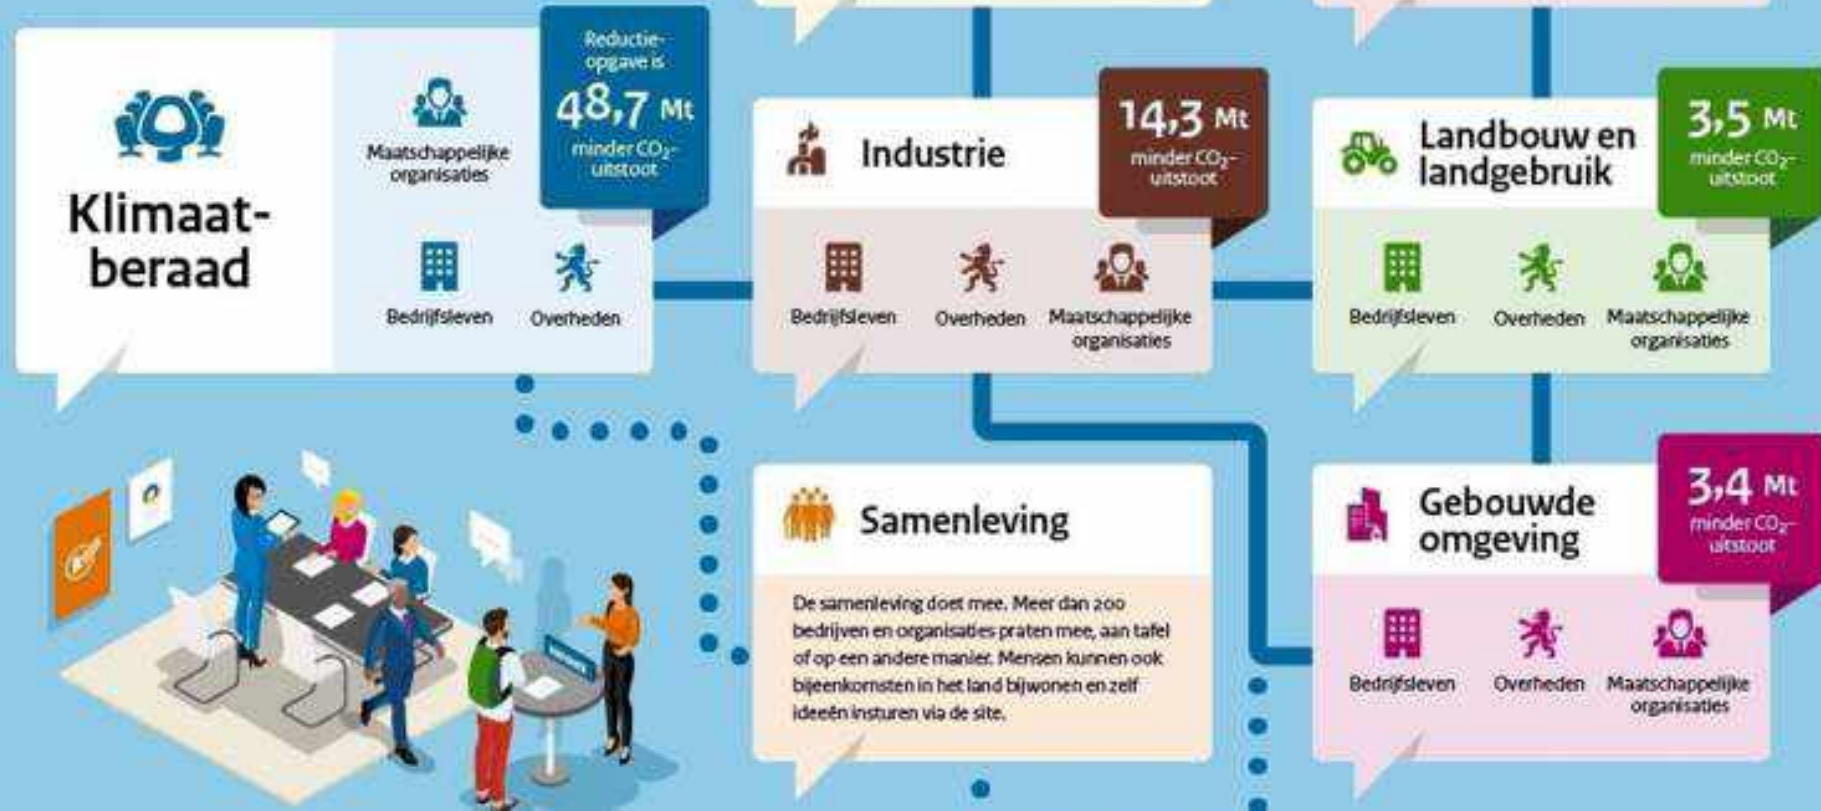 Klimaat-
beraad
Maatschappelijke
organisaties
Bedrijfsleven
Overheden
Reductie-
opgave is
48,7 Mt
minder CO₂-
uitstoot
Industrie
14,3 Mt
minder CO₂-
uitstoot
Bedrijfsleven
Overheden
Maatschappelijke
organisaties
Landbouw en
landgebruik
3,5 Mt
minder CO₂-
uitstoot
Bedrijfsleven
Overheden
Maatschappelijke
organisaties
Samenleving
De samenleving doet mee. Meer dan 200
bedrijven en organisaties praten mee, aan tafel
of op een andere manier. Mensen kunnen ook
bijeenkomsten in het land bijwonen en zelf
ideeën insturen via de site.
Gebouwde
omgeving
3,4 Mt
minder CO₂-
uitstoot
Bedrijfsleven
Overheden
Maatschappelijke
organisaties